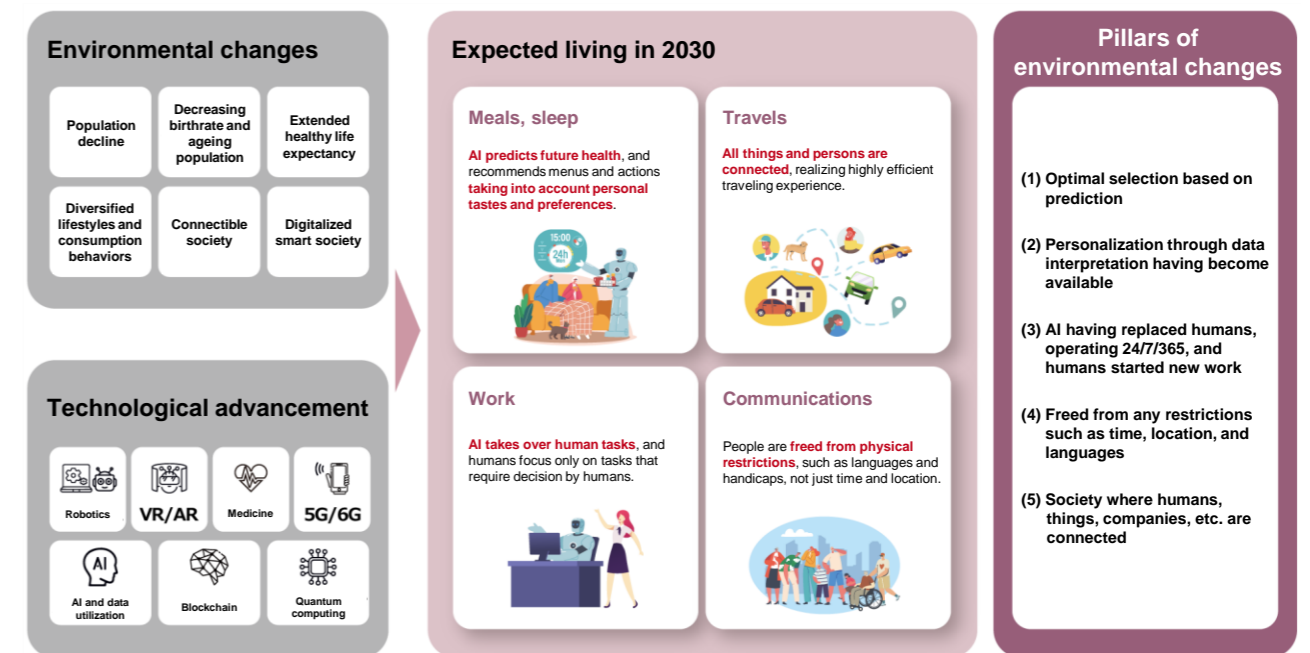 Environmental changes
Population
decline
Decreasing
birthrate and
ageing
population
Extended
healthy life
expectancy
Diversified
lifestyles and
consumption
behaviors
Connectible
society
Digitalized
smart society
Technological advancement
Robotics
VR/AR
Medicine
5G/6G
AI
AI and data
utilization
Blockchain
Quantum
computing
Expected living in 2030
Meals, sleep
AI predicts future health, and
recommends menus and actions
taking into account personal
tastes and preferences.
15:00
24h
Travels
All things and persons are
connected, realizing highly efficient
traveling experience.
Work
AI takes over human tasks, and
humans focus only on tasks that
require decision by humans.
Communications
People are freed from physical
restrictions, such as languages and
handicaps, not just time and location.
Pillars of
environmental changes
(1) Optimal selection based on
prediction
(2) Personalization through data
interpretation having become
available
(3) AI having replaced humans,
operating 24/7/365, and
humans started new work
(4) Freed from any restrictions
such as time, location, and
languages
(5) Society where humans,
things, companies, etc. are
connected